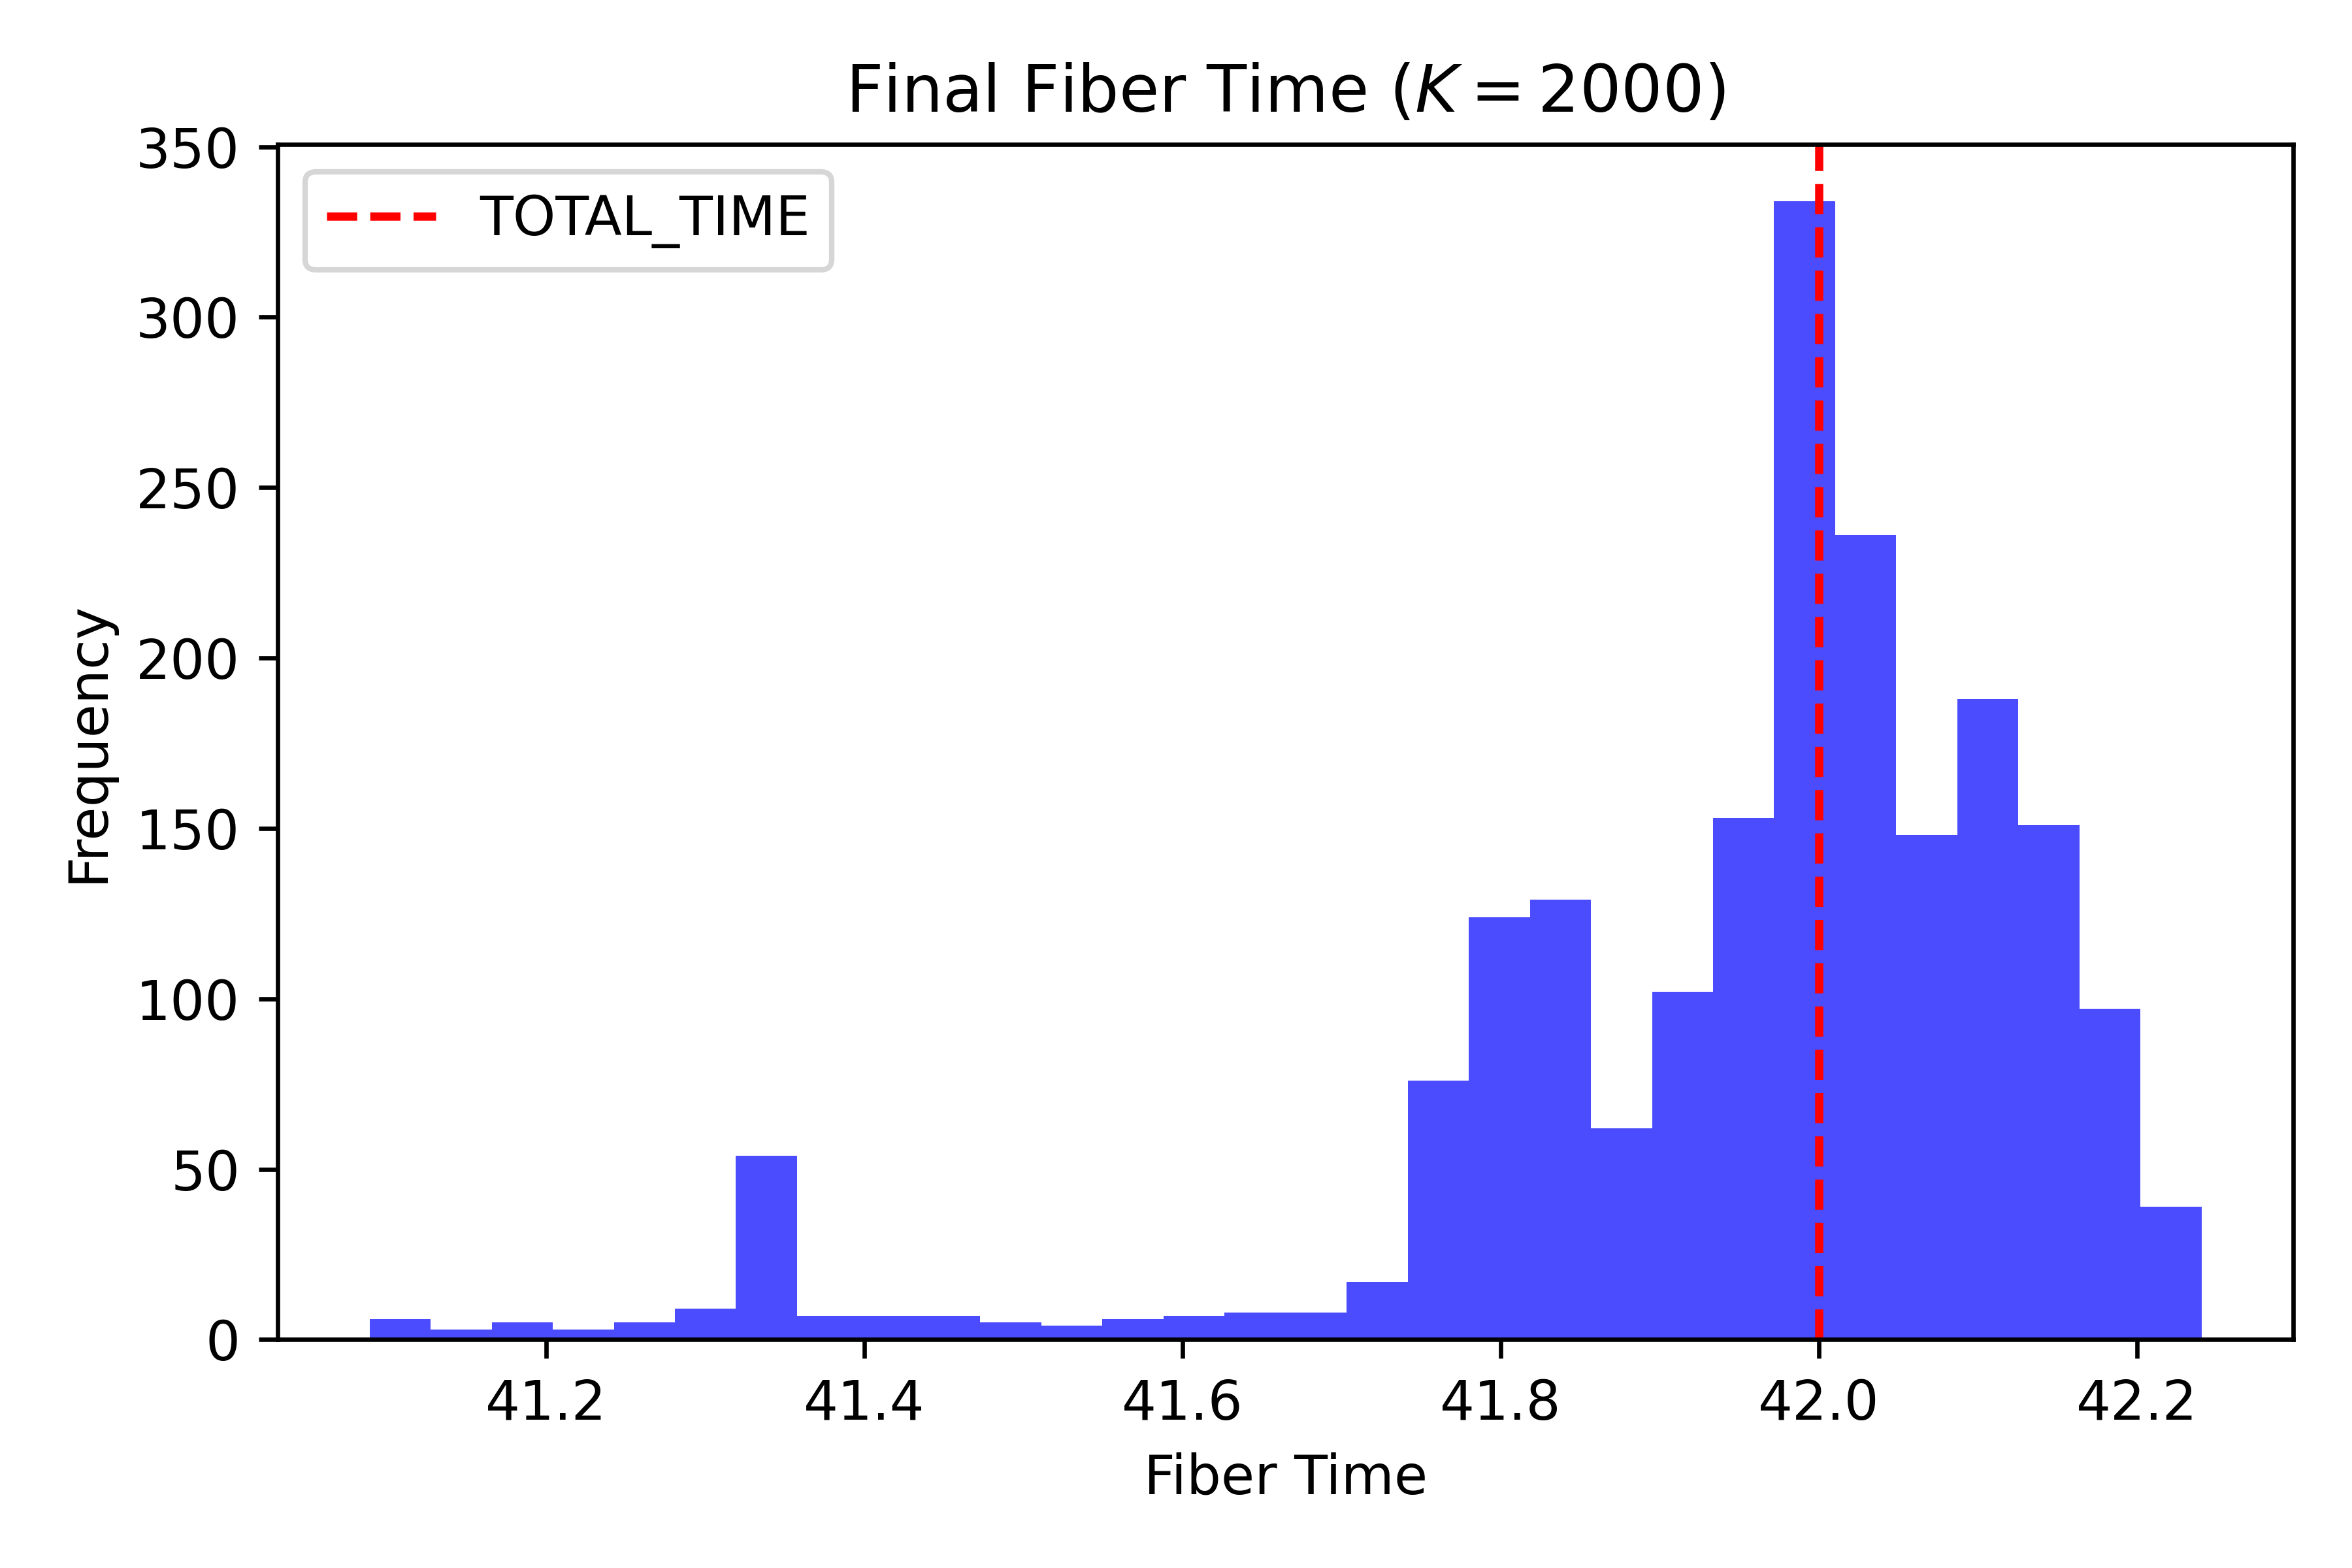 Final Fiber Time (K = 2000)
TOTAL_TIME
350
300
250
200
150
100
50
0
Frequency
41.2 41.4 41.6 41.8 42.0 42.2
Fiber Time